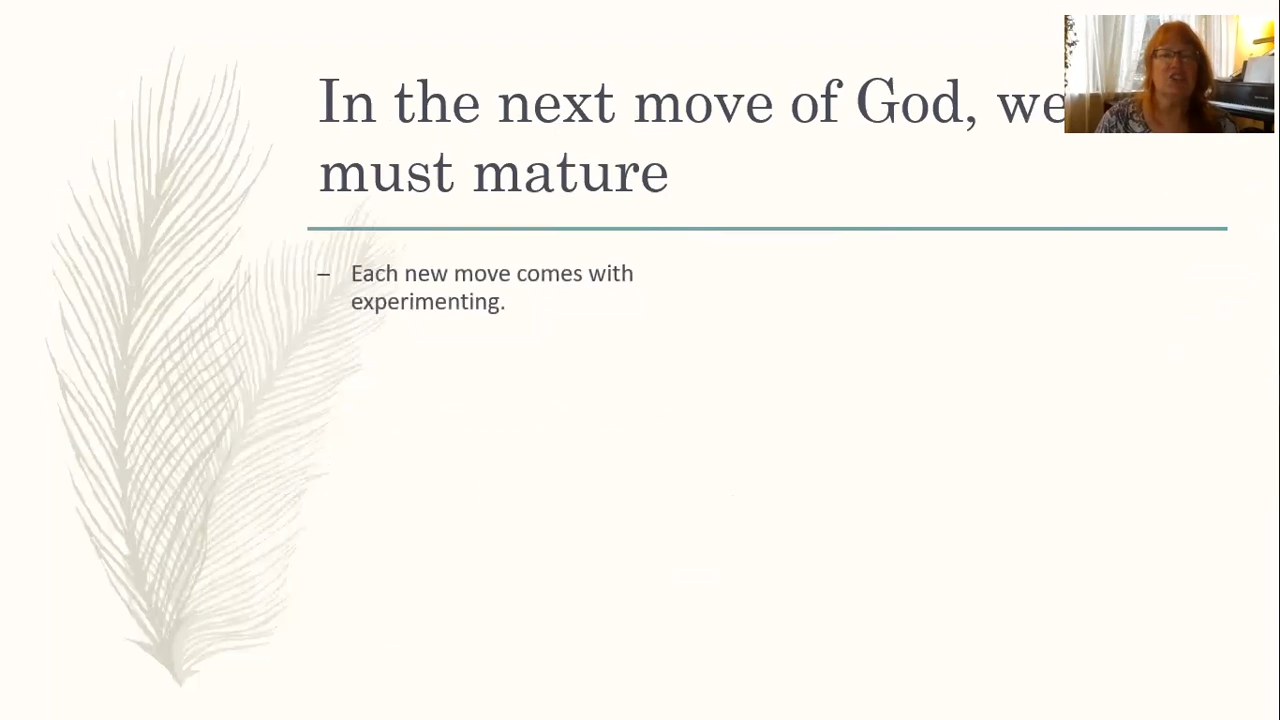 In the next move of God, we
must mature
– Each new move comes with
experimenting.